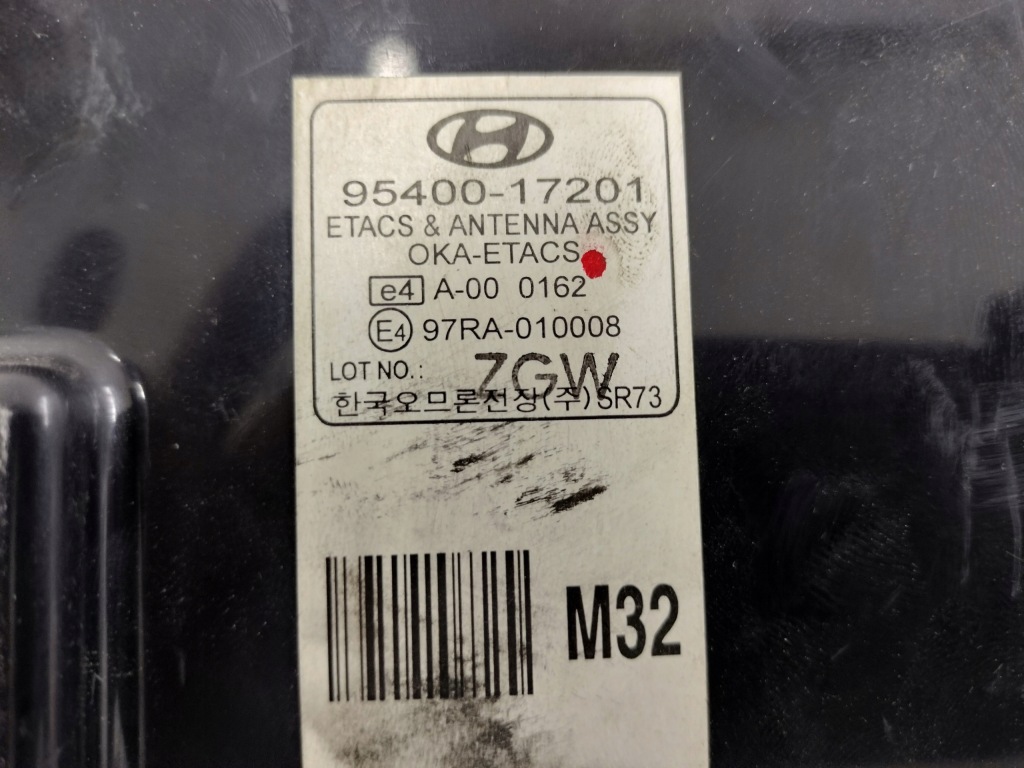 95400-17201
ETACS & ANTENNA ASSY
OKA-ETACS
e4 A-00 0162
E4 97RA-010008
LOT NO.: ZGW
한국오므론전장(주) SR73
M32